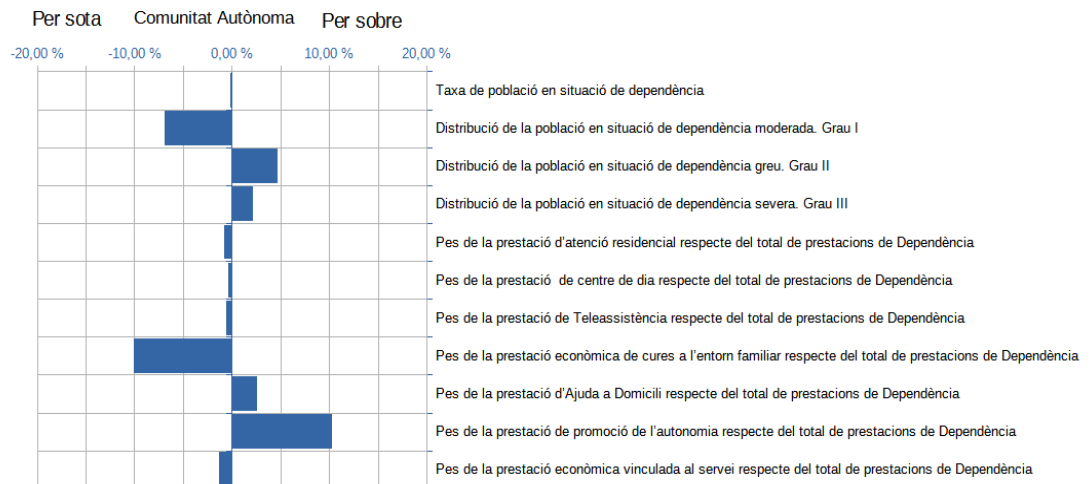 Per sota Comunitat Autònoma Per sobre
-20,00 % -10,00 % 0,00 % 10,00 % 20,00 %
Taxa de població en situació de dependència
Distribució de la població en situació de dependència moderada. Grau I
Distribució de la població en situació de dependència greu. Grau II
Distribució de la població en situació de dependència severa. Grau III
Pes de la prestació d'atenció residencial respecte del total de prestacions de Dependència
Pes de la prestació  de centre de dia respecte del total de prestacions de Dependència
Pes de la prestació de Teleassistència respecte del total de prestacions de Dependència
Pes de la prestació econòmica de cures a l'entorn familiar respecte del total de prestacions de Dependència
Pes de la prestació d'Ajuda a Domicili respecte del total de prestacions de Dependència
Pes de la prestació de promoció de l'autonomia respecte del total de prestacions de Dependència
Pes de la prestació econòmica vinculada al servei respecte del total de prestacions de Dependència